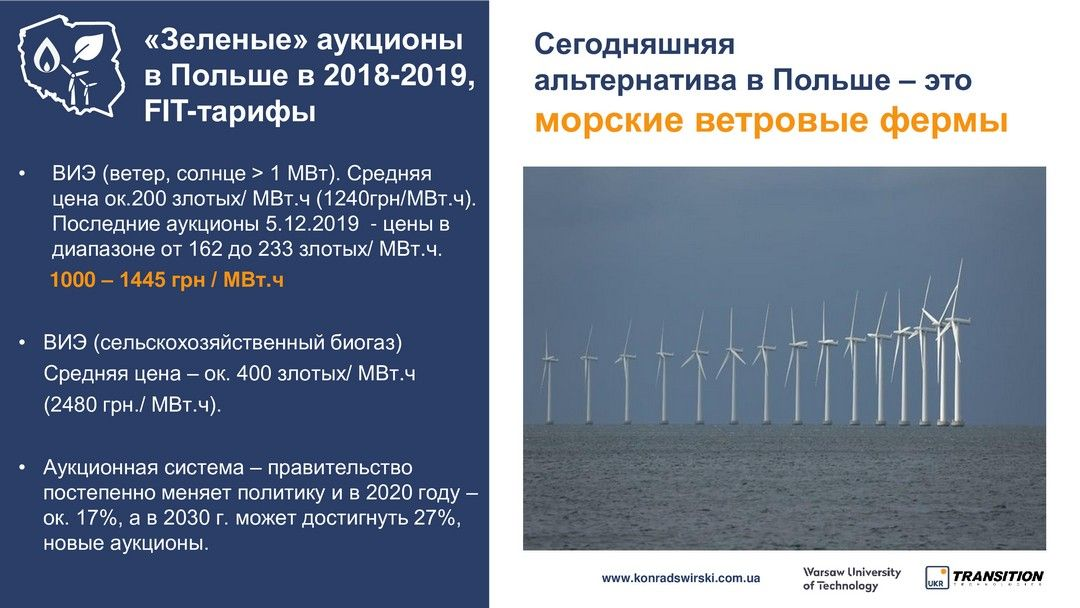 «Зеленые» аукционы
в Польше в 2018-2019,
FIT-тарифы
• ВИЭ (ветер, солнце > 1 МВт). Средняя
цена ок.200 злотых/ МВт.ч (1240грн/МВт.ч).
Последние аукционы 5.12.2019 - цены в
диапазоне от 162 до 233 злотых/ МВт.ч.
1000 – 1445 грн / МВт.ч
• ВИЭ (сельскохозяйственный биогаз)
Средняя цена – ок. 400 злотых/ МВт.ч
(2480 грн./ МВт.ч).
• Аукционная система – правительство
постепенно меняет политику и в 2020 году –
ок. 17%, а в 2030 г. может достигнуть 27%,
новые аукционы.
Сегодняшняя
альтернатива в Польше – это
морские ветровые фермы
www.konradswirski.com.ua
Warsaw University
of Technology
UKR
TRANSITION
TECHNOLOGIES